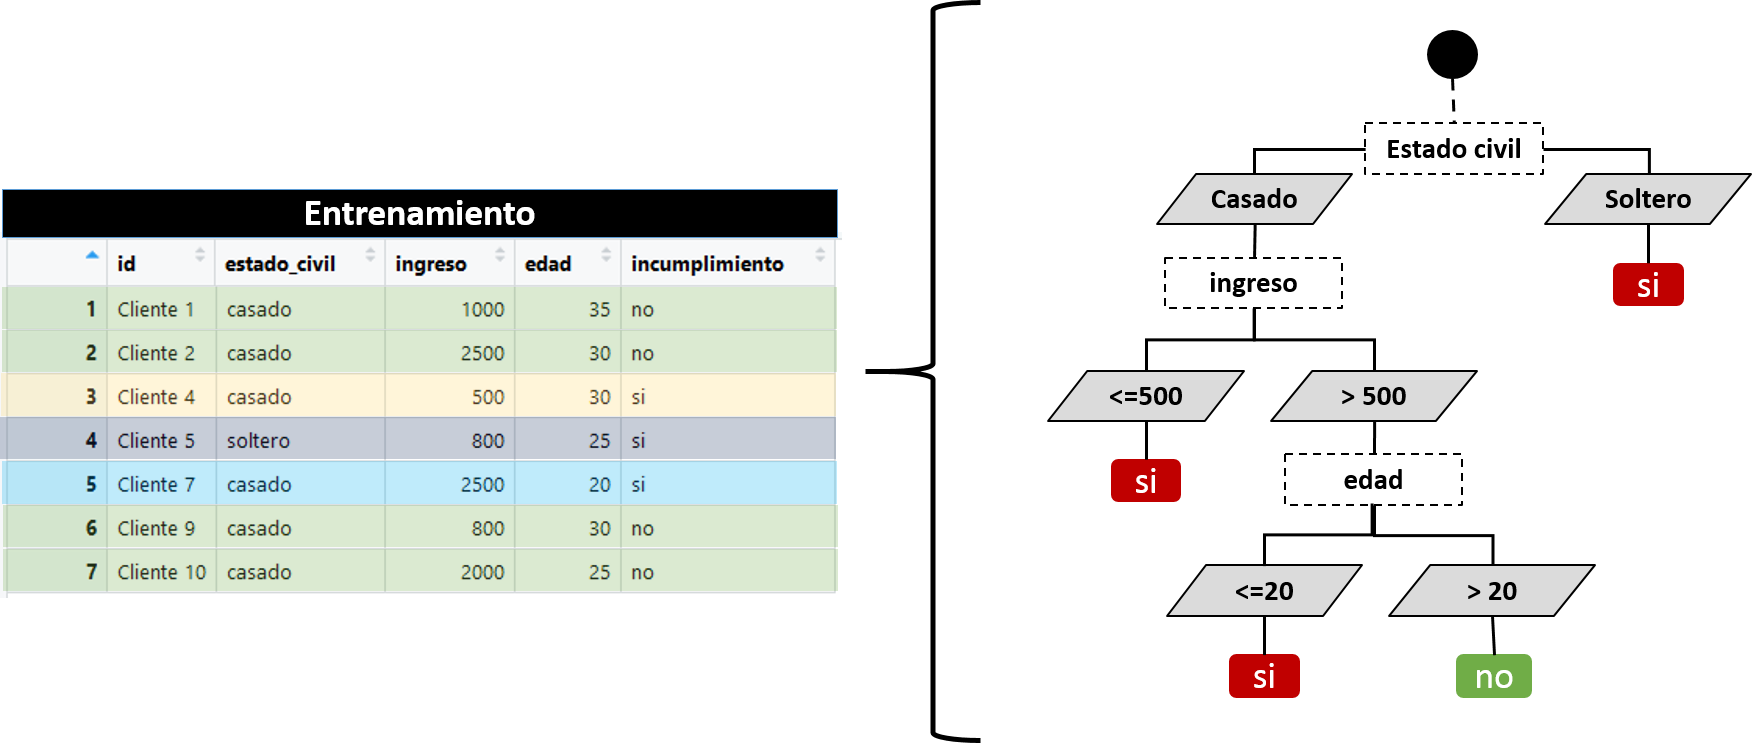 Entrenamiento
id estado_civil ingreso edad incumplimiento
1 Cliente 1 casado 1000 35 no
2 Cliente 2 casado 2500 30 no
3 Cliente 4 casado 500 30 si
4 Cliente 5 soltero 800 25 si
5 Cliente 7 casado 2500 20 si
6 Cliente 9 casado 800 30 no
7 Cliente 10 casado 2000 25 no
Estado civil
Casado Soltero
ingreso si
<=500 > 500
si edad
<=20 > 20
si no